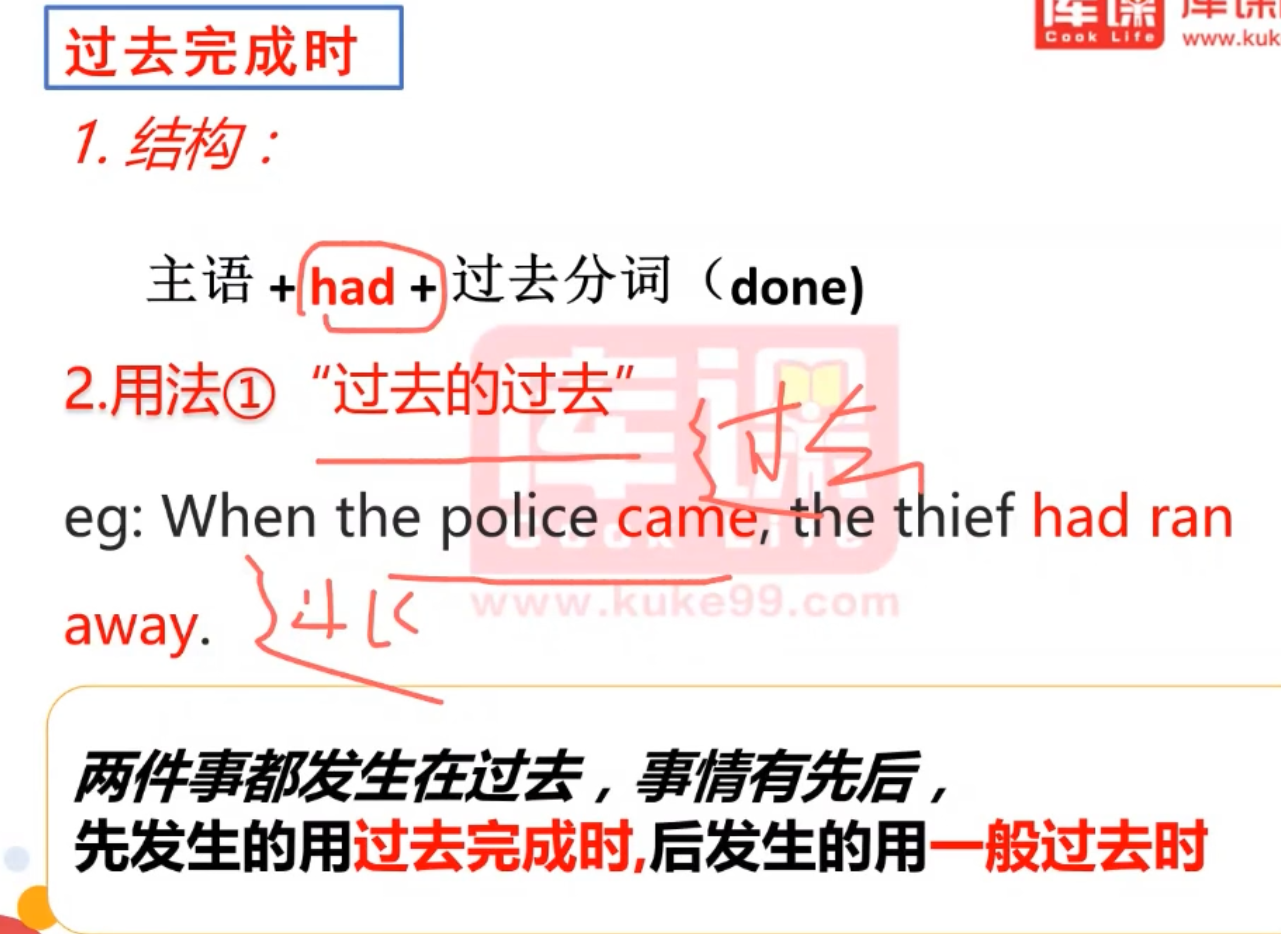 过去完成时
库课
Cook Life
www.kuk
1. 结构：
主语 + had + 过去分词（done)
2.用法① “过去的过去”
过去
eg: When the police came, the thief had ran
away.
库课
Cook Life
www.kuke99.com
两件事都发生在过去，事情有先后，
先发生的用过去完成时,后发生的用一般过去时